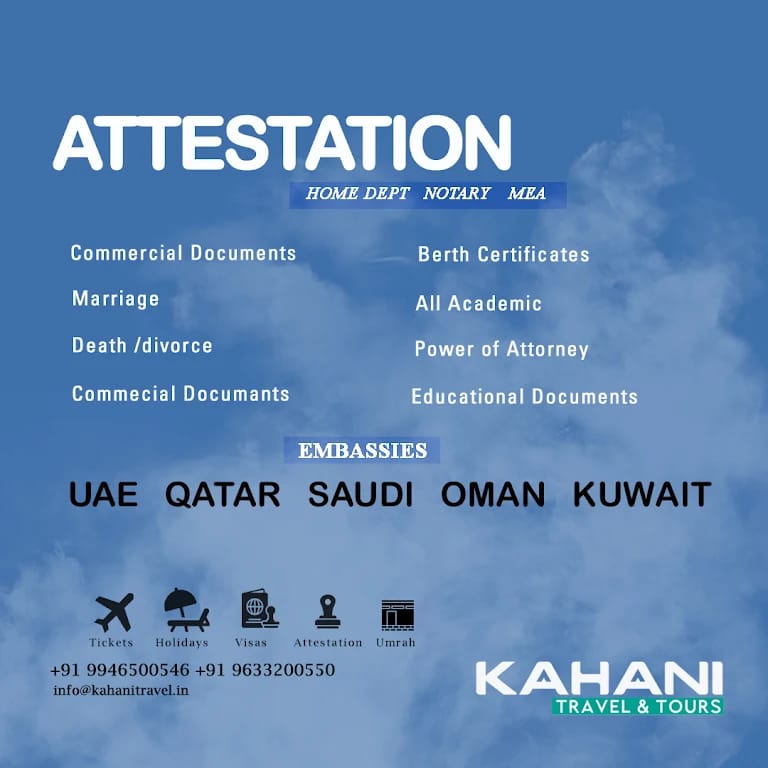 ATTESTATION
HOME DEPT NOTARY MEA
Commercial Documents
Marriage
Death /divorce
Commecial Documants
Berth Certificates
All Academic
Power of Attorney
Educational Documents
EMBASSIES
UAE QATAR SAUDI OMAN KUWAIT
Tickets Holidays Visas Attestation Umrah
+91 9946500546 +91 9633200550
info@kahanitravel.in
KAHANI
TRAVEL & TOURS